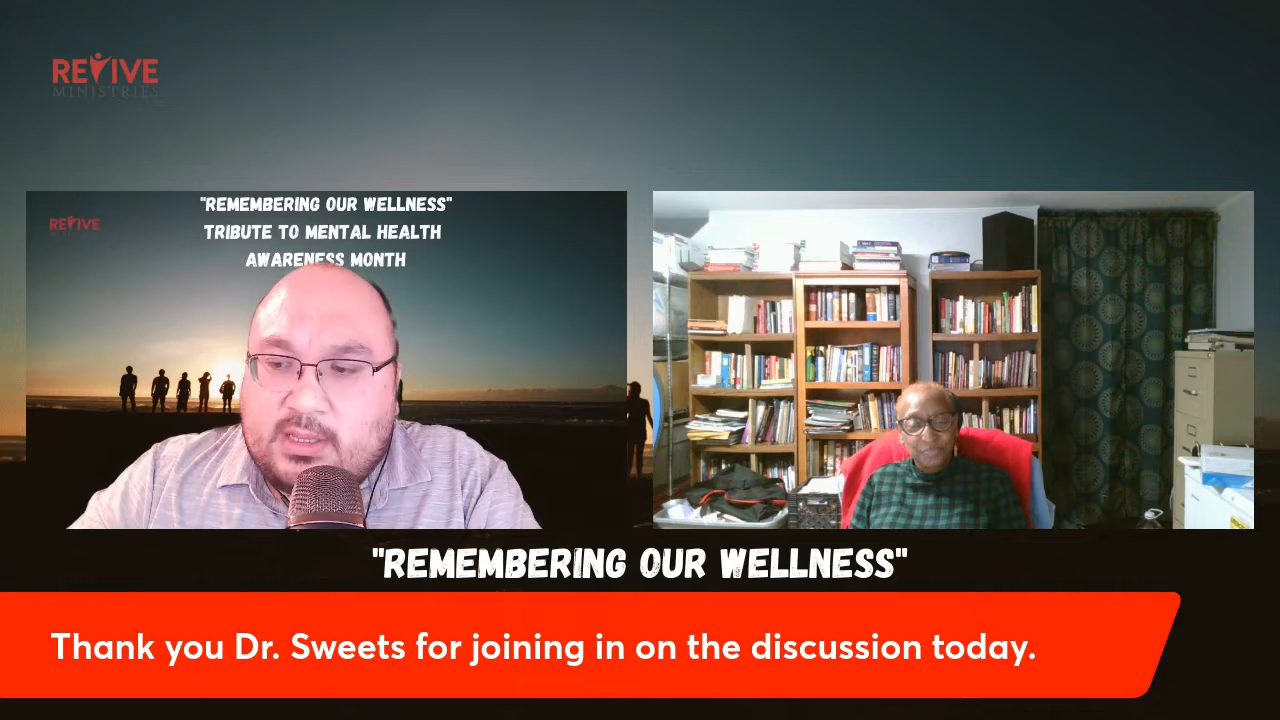 REVIVE
MINISTRIES
"REMEMBERING OUR WELLNESS"
TRIBUTE TO MENTAL HEALTH
AWARENESS MONTH
REVIVE
"REMEMBERING OUR WELLNESS"
Thank you Dr. Sweets for joining in on the discussion today.